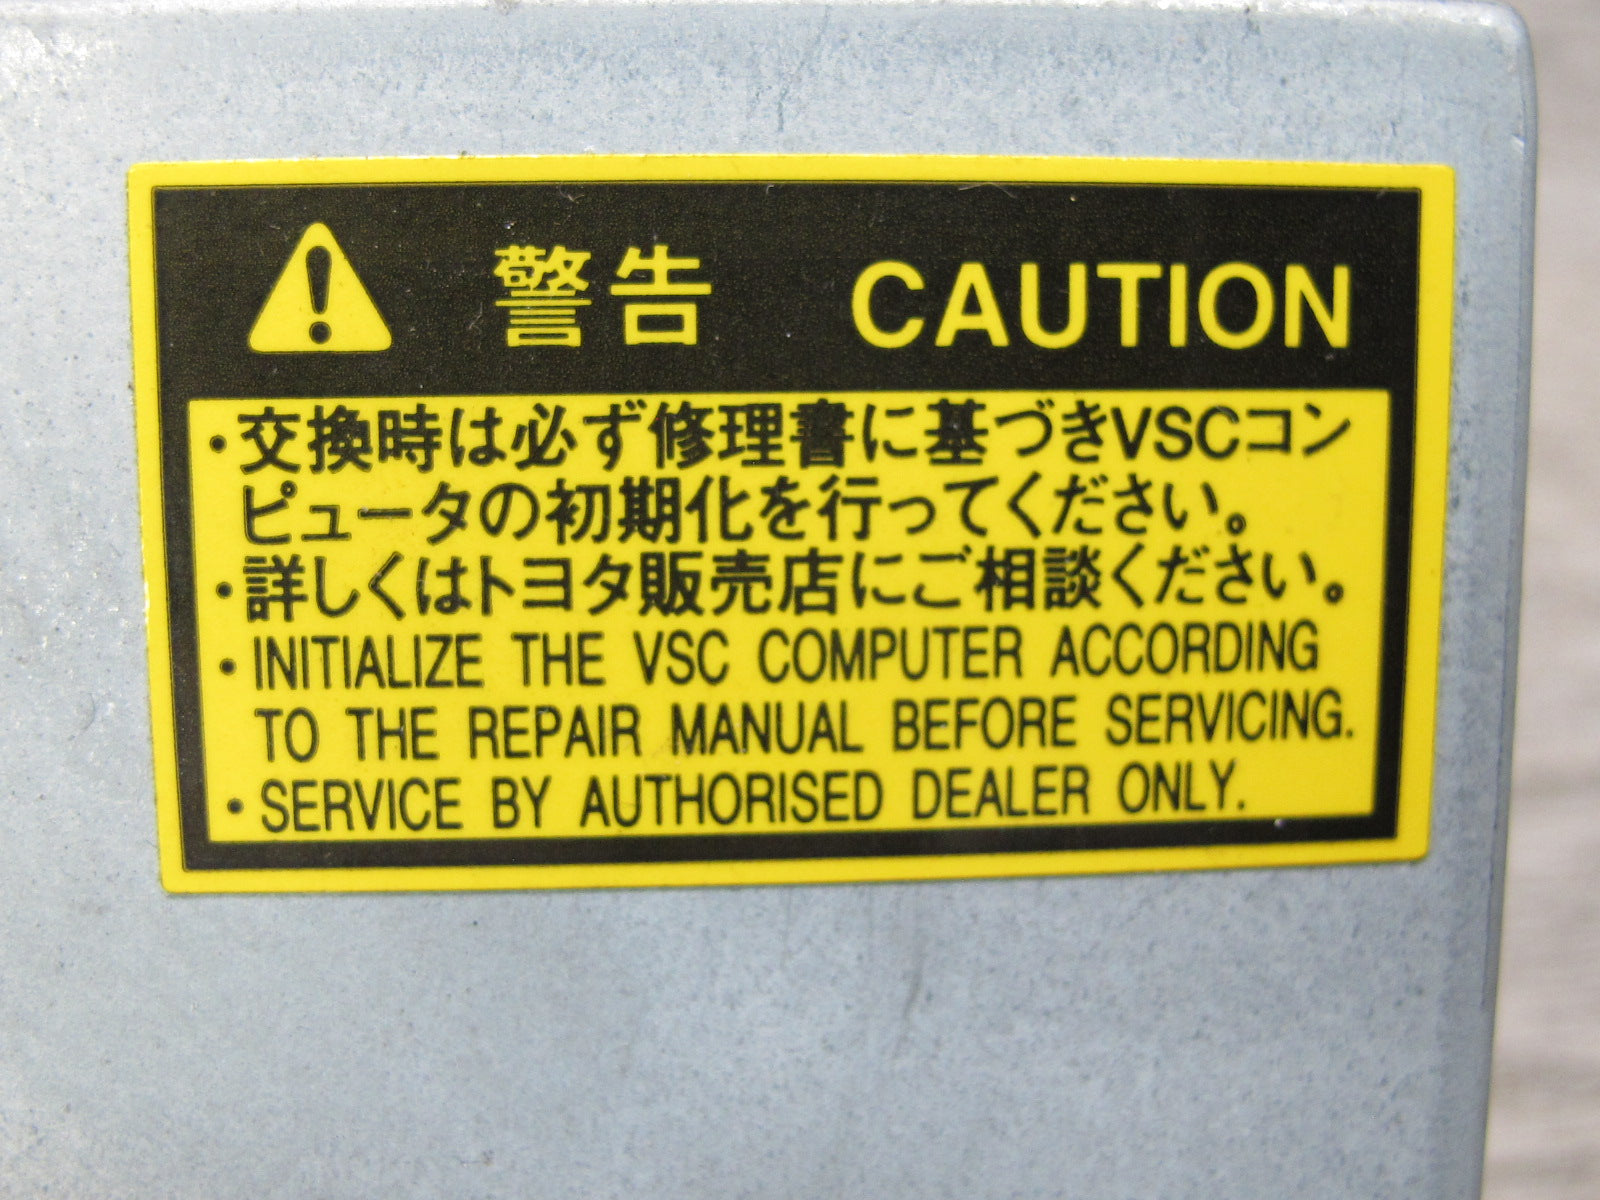 警告 CAUTION
・交換時は必ず修理書に基づきVSCコン
ピュータの初期化を行ってください。
・詳しくはトヨタ販売店にご相談ください。
・INITIALIZE THE VSC COMPUTER ACCORDING
TO THE REPAIR MANUAL BEFORE SERVICING.
・SERVICE BY AUTHORISED DEALER ONLY.